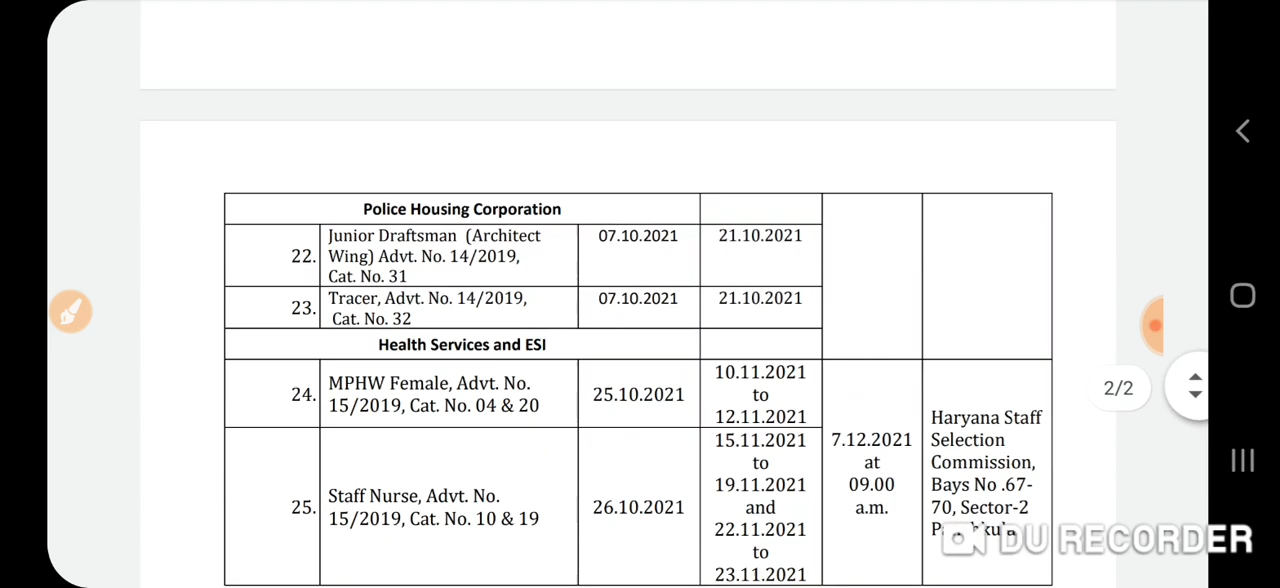 Police Housing Corporation
22.
Junior Draftsman (Architect
Wing) Advt. No. 14/2019,
Cat. No. 31
07.10.2021
21.10.2021
23.
Tracer, Advt. No. 14/2019,
Cat. No. 32
07.10.2021
21.10.2021
Health Services and ESI
24.
MPHW Female, Advt. No.
15/2019, Cat. No. 04 & 20
25.10.2021
10.11.2021
to
12.11.2021
25.
Staff Nurse, Advt. No.
15/2019, Cat. No. 10 & 19
26.10.2021
15.11.2021
to
19.11.2021
and
22.11.2021
to
23.11.2021
7.12.2021
at
09.00
a.m.
Haryana Staff
Selection
Commission,
Bays No .67-
70, Sector-2
2/2
DU RECORDER